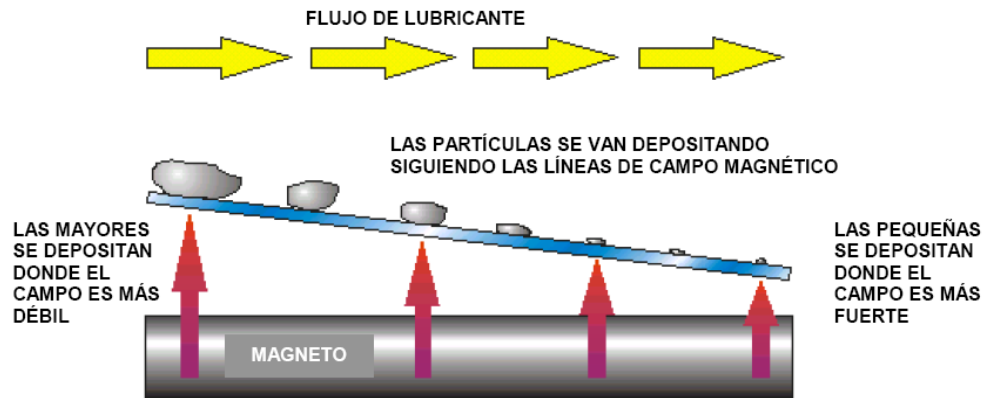 FLUJO DE LUBRICANTE
LAS PARTÍCULAS SE VAN DEPOSITANDO
SIGUIENDO LAS LÍNEAS DE CAMPO MAGNÉTICO
LAS MAYORES
SE DEPOSITAN
DONDE EL
CAMPO ES MÁS
DÉBIL
LAS PEQUEÑAS
SE DEPOSITAN
DONDE EL
CAMPO ES MÁS
FUERTE
MAGNETO